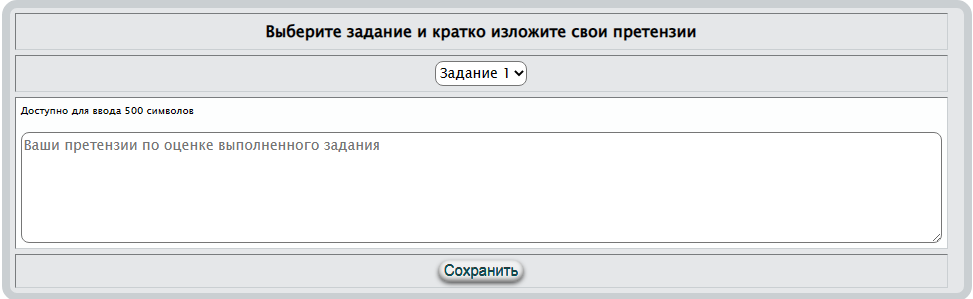 Выберите задание и кратко изложите свои претензии
Задание 1
Доступно для ввода 500 символов
Ваши претензии по оценке выполненного задания
Сохранить